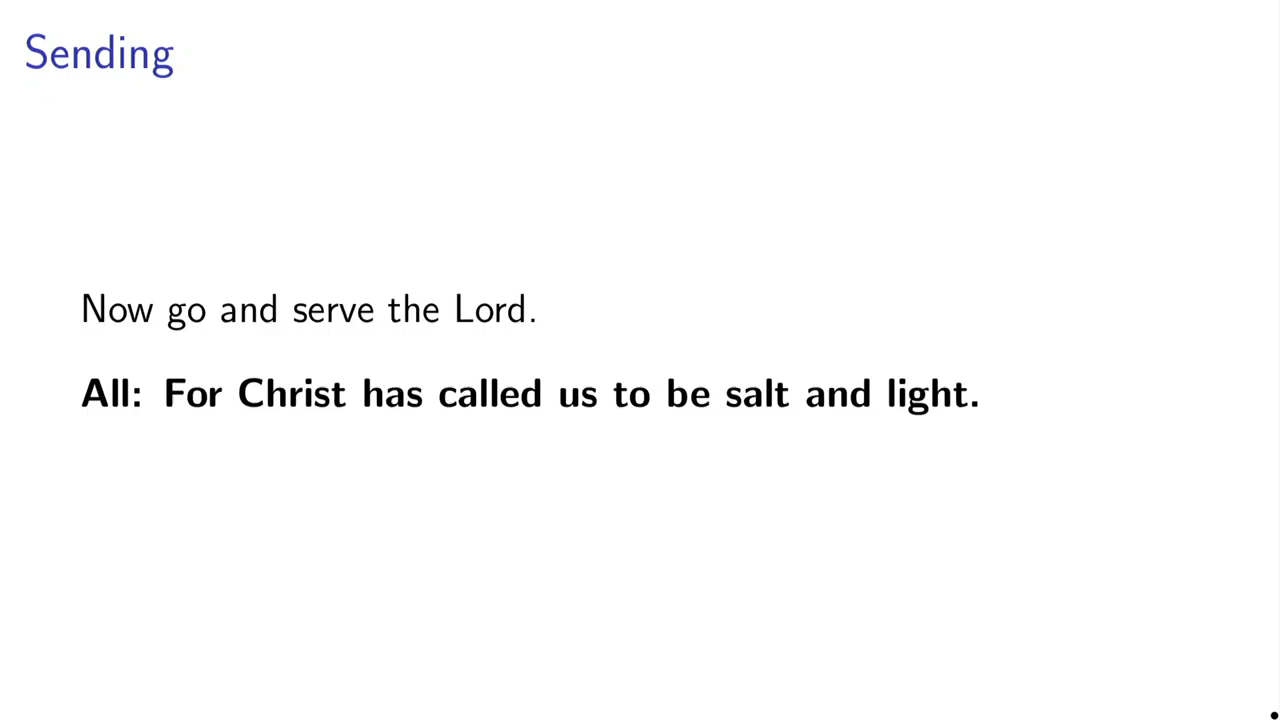 Sending
Now go and serve the Lord.
All: For Christ has called us to be salt and light.